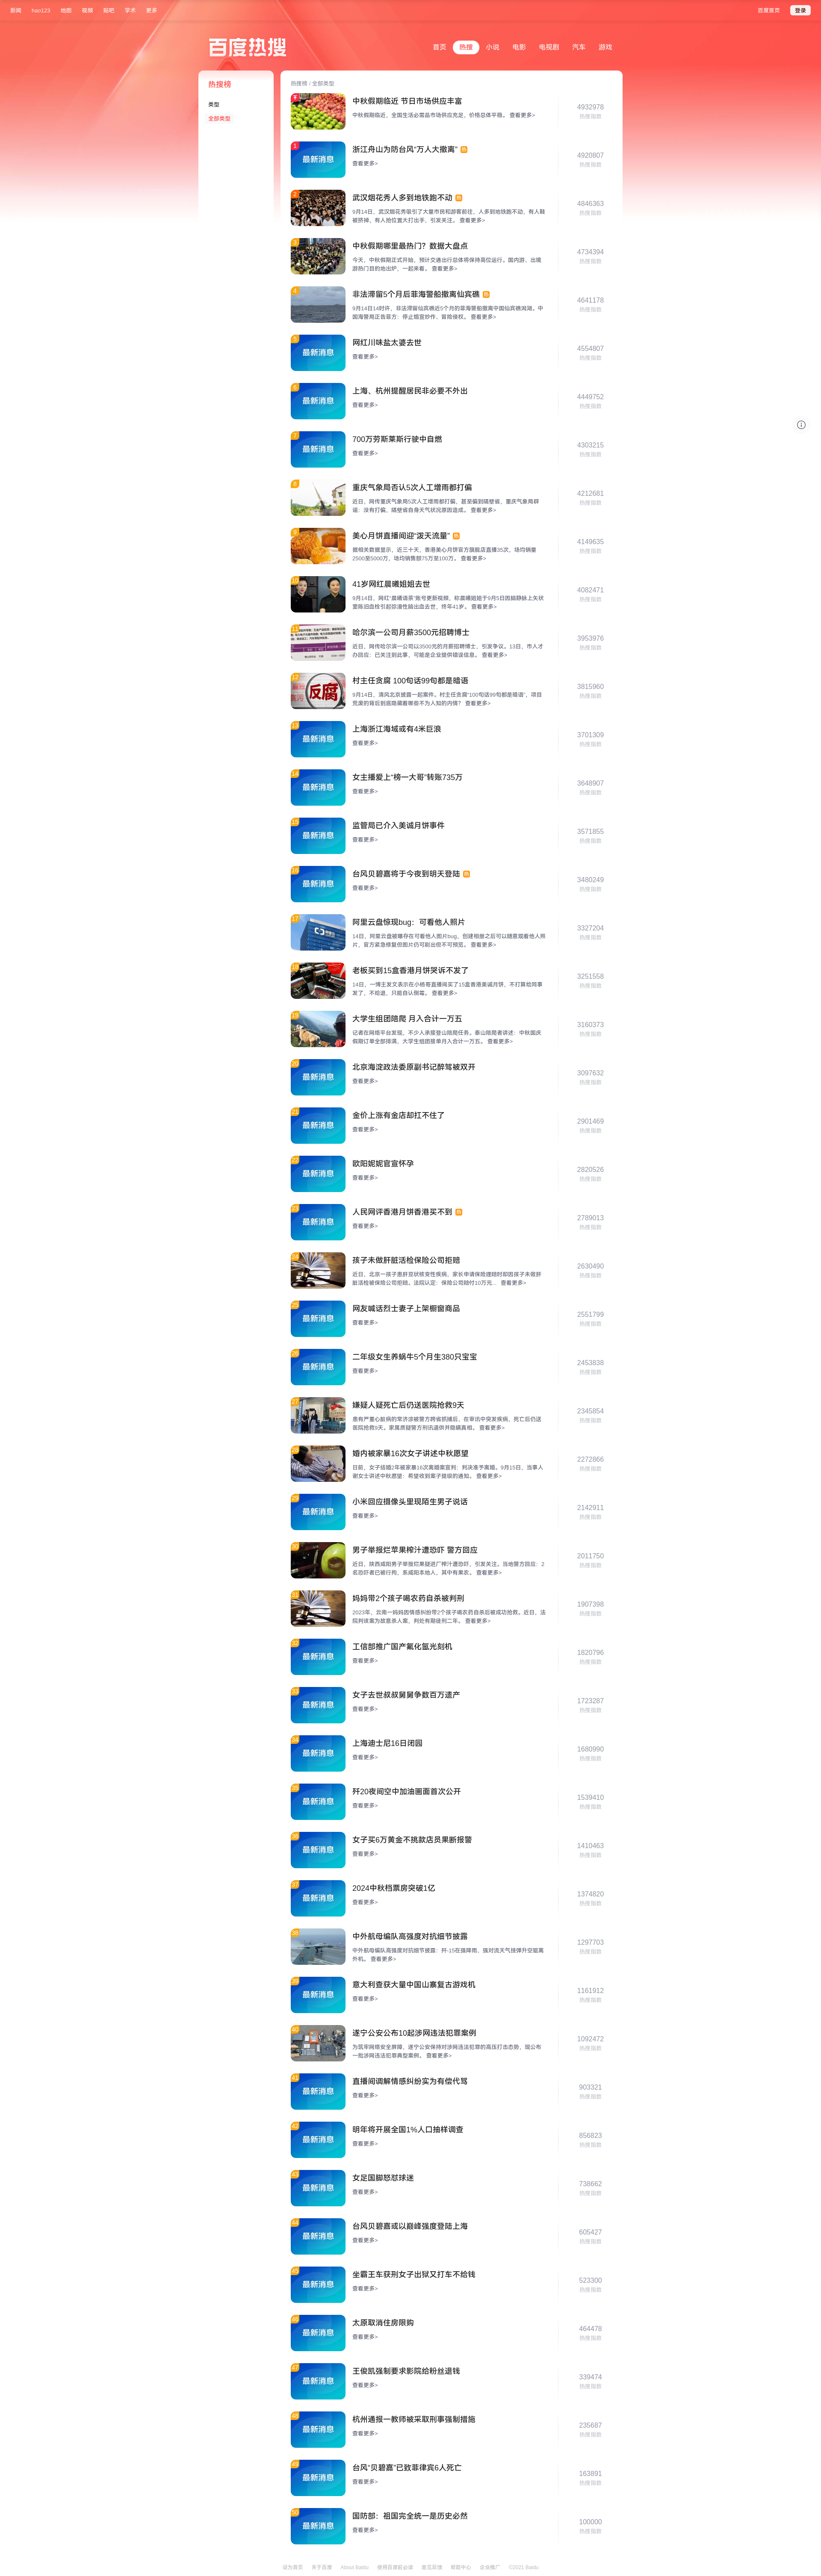 新闻 hao123 地图 视频 贴吧 学术 更多
百度首页 登录
百度热搜
首页 热搜 小说 电影 电视剧 汽车 游戏
热搜榜
类型
全部类型
热搜榜 / 全部类型
中秋假期临近 节日市场供应丰富
中秋假期临近，全国生活必需品市场供应充足，价格总体平稳。 查看更多>
4932978
热搜指数
1
最新消息
浙江舟山为防台风“万人大撤离” 热
查看更多>
4920807
热搜指数
2
武汉烟花秀人多到地铁跑不动 热
9月14日，武汉烟花秀吸引了大量市民和游客前往，人多到地铁跑不动，有人鞋
被挤掉，有人抢位置大打出手，引发关注。 查看更多>
4846363
热搜指数
3
中秋假期哪里最热门？数据大盘点
今天，中秋假期正式开始，预计交通出行总体将保持高位运行。国内游、出境
游热门目的地出炉，一起来看。 查看更多>
4734394
热搜指数
4
非法滞留5个月后菲海警船撤离仙宾礁 热
9月14日14时许，非法滞留仙宾礁近5个月的菲海警船撤离中国仙宾礁潟湖。中
国海警局正告菲方：停止煽宣炒作、冒险侵权。 查看更多>
4641178
热搜指数
5
最新消息
网红川味盐太婆去世
查看更多>
4554807
热搜指数
6
最新消息
上海、杭州提醒居民非必要不外出
查看更多>
4449752
热搜指数
7
最新消息
700万劳斯莱斯行驶中自燃
查看更多>
4303215
热搜指数
8
重庆气象局否认5次人工增雨都打偏
近日，网传重庆气象局5次人工增雨都打偏，甚至偏到隔壁省。重庆气象局辟
谣：没有打偏，隔壁省自身天气状况原因造成。 查看更多>
4212681
热搜指数
9
美心月饼直播间迎“泼天流量” 热
据相关数据显示，近三十天，香港美心月饼官方旗舰店直播35次，场均销量
2500至5000万，场均销售额75万至100万。 查看更多>
4149635
热搜指数
10
41岁网红晨曦姐姐去世
9月14日，网红“晨曦道茶”账号更新视频，称晨曦姐姐于9月5日因脑静脉上矢状
窦陈旧血栓引起弥漫性脑出血去世，终年41岁。 查看更多>
4082471
热搜指数
11
哈尔滨一公司月薪3500元招聘博士
近日，网传哈尔滨一公司以3500元的月薪招聘博士，引发争议。13日，市人才
办回应：已关注到此事，可能是企业提供错误信息。 查看更多>
3953976
热搜指数
12
反腐
村主任贪腐 100句话99句都是暗语
9月14日，清风北京披露一起案件。村主任贪腐“100句话99句都是暗语”，项目
荒废的背后到底隐藏着哪些不为人知的内情？ 查看更多>
3815960
热搜指数
13
最新消息
上海浙江海域或有4米巨浪
查看更多>
3701309
热搜指数
14
最新消息
女主播爱上“榜一大哥”转账735万
查看更多>
3648907
热搜指数
15
最新消息
监管局已介入美诚月饼事件
查看更多>
3571855
热搜指数
16
最新消息
台风贝碧嘉将于今夜到明天登陆 热
查看更多>
3480249
热搜指数
17
阿里云盘惊现bug：可看他人照片
14日，阿里云盘被曝存在可看他人图片bug，创建相册之后可以随意观看他人照
片，官方紧急修复但图片仍可刷出但不可预览。 查看更多>
3327204
热搜指数
18
老板买到15盒香港月饼哭诉不发了
14日，一博主发文表示在小杨哥直播间买了15盒香港美诚月饼，不打算给同事
发了，不能退，只能自认倒霉。 查看更多>
3251558
热搜指数
19
大学生组团陪爬 月入合计一万五
记者在网络平台发现，不少人承接登山陪爬任务。泰山陪爬者讲述：中秋国庆
假期订单全部排满，大学生组团接单月入合计一万五。 查看更多>
3160373
热搜指数
20
最新消息
北京海淀政法委原副书记醉驾被双开
查看更多>
3097632
热搜指数
21
最新消息
金价上涨有金店却扛不住了
查看更多>
2901469
热搜指数
22
最新消息
欧阳妮妮官宣怀孕
查看更多>
2820526
热搜指数
23
最新消息
人民网评香港月饼香港买不到 热
查看更多>
2789013
热搜指数
24
孩子未做肝脏活检保险公司拒赔
近日，北京一孩子患肝豆状核变性疾病，家长申请保险理赔时却因孩子未做肝
脏活检被保险公司拒赔。法院认定：保险公司赔付10万元... 查看更多>
2630490
热搜指数
25
最新消息
网友喊话烈士妻子上架橱窗商品
查看更多>
2551799
热搜指数
26
最新消息
二年级女生养蜗牛5个月生380只宝宝
查看更多>
2453838
热搜指数
27
嫌疑人疑死亡后仍送医院抢救9天
患有严重心脏病的常济凉被警方跨省抓捕后，在审讯中突发疾病，死亡后仍送
医院抢救9天。家属质疑警方刑讯逼供并隐瞒真相。 查看更多>
2345854
热搜指数
28
婚内被家暴16次女子讲述中秋愿望
日前，女子结婚2年被家暴16次离婚案宣判：判决准予离婚。9月15日，当事人
谢女士讲述中秋愿望：希望收到靠子提级的通知。 查看更多>
2272866
热搜指数
29
最新消息
小米回应摄像头里现陌生男子说话
查看更多>
2142911
热搜指数
30
男子举报烂苹果榨汁遭恐吓 警方回应
近日，陕西咸阳男子举报烂果疑进厂榨汁遭恐吓，引发关注。当地警方回应：2
名恐吓者已被行拘，系咸阳本地人，其中有果农。 查看更多>
2011750
热搜指数
31
妈妈带2个孩子喝农药自杀被判刑
2023年，云南一妈妈因情感纠纷带2个孩子喝农药自杀后被成功抢救。近日，法
院判该案为故意杀人案，判处有期徒刑二年。 查看更多>
1907398
热搜指数
32
最新消息
工信部推广国产氟化氩光刻机
查看更多>
1820796
热搜指数
33
最新消息
女子去世叔叔舅舅争数百万遗产
查看更多>
1723287
热搜指数
34
最新消息
上海迪士尼16日闭园
查看更多>
1680990
热搜指数
35
最新消息
歼20夜间空中加油画面首次公开
查看更多>
1539410
热搜指数
36
最新消息
女子买6万黄金不挑款店员果断报警
查看更多>
1410463
热搜指数
37
最新消息
2024中秋档票房突破1亿
查看更多>
1374820
热搜指数
38
中外航母编队高强度对抗细节披露
中外航母编队高强度对抗细节披露：歼-15在强降雨、强对流天气挂弹升空驱离
外机。 查看更多>
1297703
热搜指数
39
最新消息
意大利查获大量中国山寨复古游戏机
查看更多>
1161912
热搜指数
40
遂宁公安公布10起涉网违法犯罪案例
为筑牢网络安全屏障，遂宁公安保持对涉网违法犯罪的高压打击态势，现公布
一批涉网违法犯罪典型案例。 查看更多>
1092472
热搜指数
41
最新消息
直播间调解情感纠纷实为有偿代骂
查看更多>
903321
热搜指数
42
最新消息
明年将开展全国1%人口抽样调查
查看更多>
856823
热搜指数
43
最新消息
女足国脚怒怼球迷
查看更多>
738662
热搜指数
44
最新消息
台风贝碧嘉或以巅峰强度登陆上海
查看更多>
605427
热搜指数
45
最新消息
坐霸王车获刑女子出狱又打车不给钱
查看更多>
523300
热搜指数
46
最新消息
太原取消住房限购
查看更多>
464478
热搜指数
47
最新消息
王俊凯强制要求影院给粉丝退钱
查看更多>
339474
热搜指数
48
最新消息
杭州通报一教师被采取刑事强制措施
查看更多>
235687
热搜指数
49
最新消息
台风“贝碧嘉”已致菲律宾6人死亡
查看更多>
163891
热搜指数
50
最新消息
国防部：祖国完全统一是历史必然
查看更多>
100000
热搜指数
设为首页 关于百度 About Baidu 使用百度前必读 意见反馈 帮助中心 企业推广 ©2021 Baidu